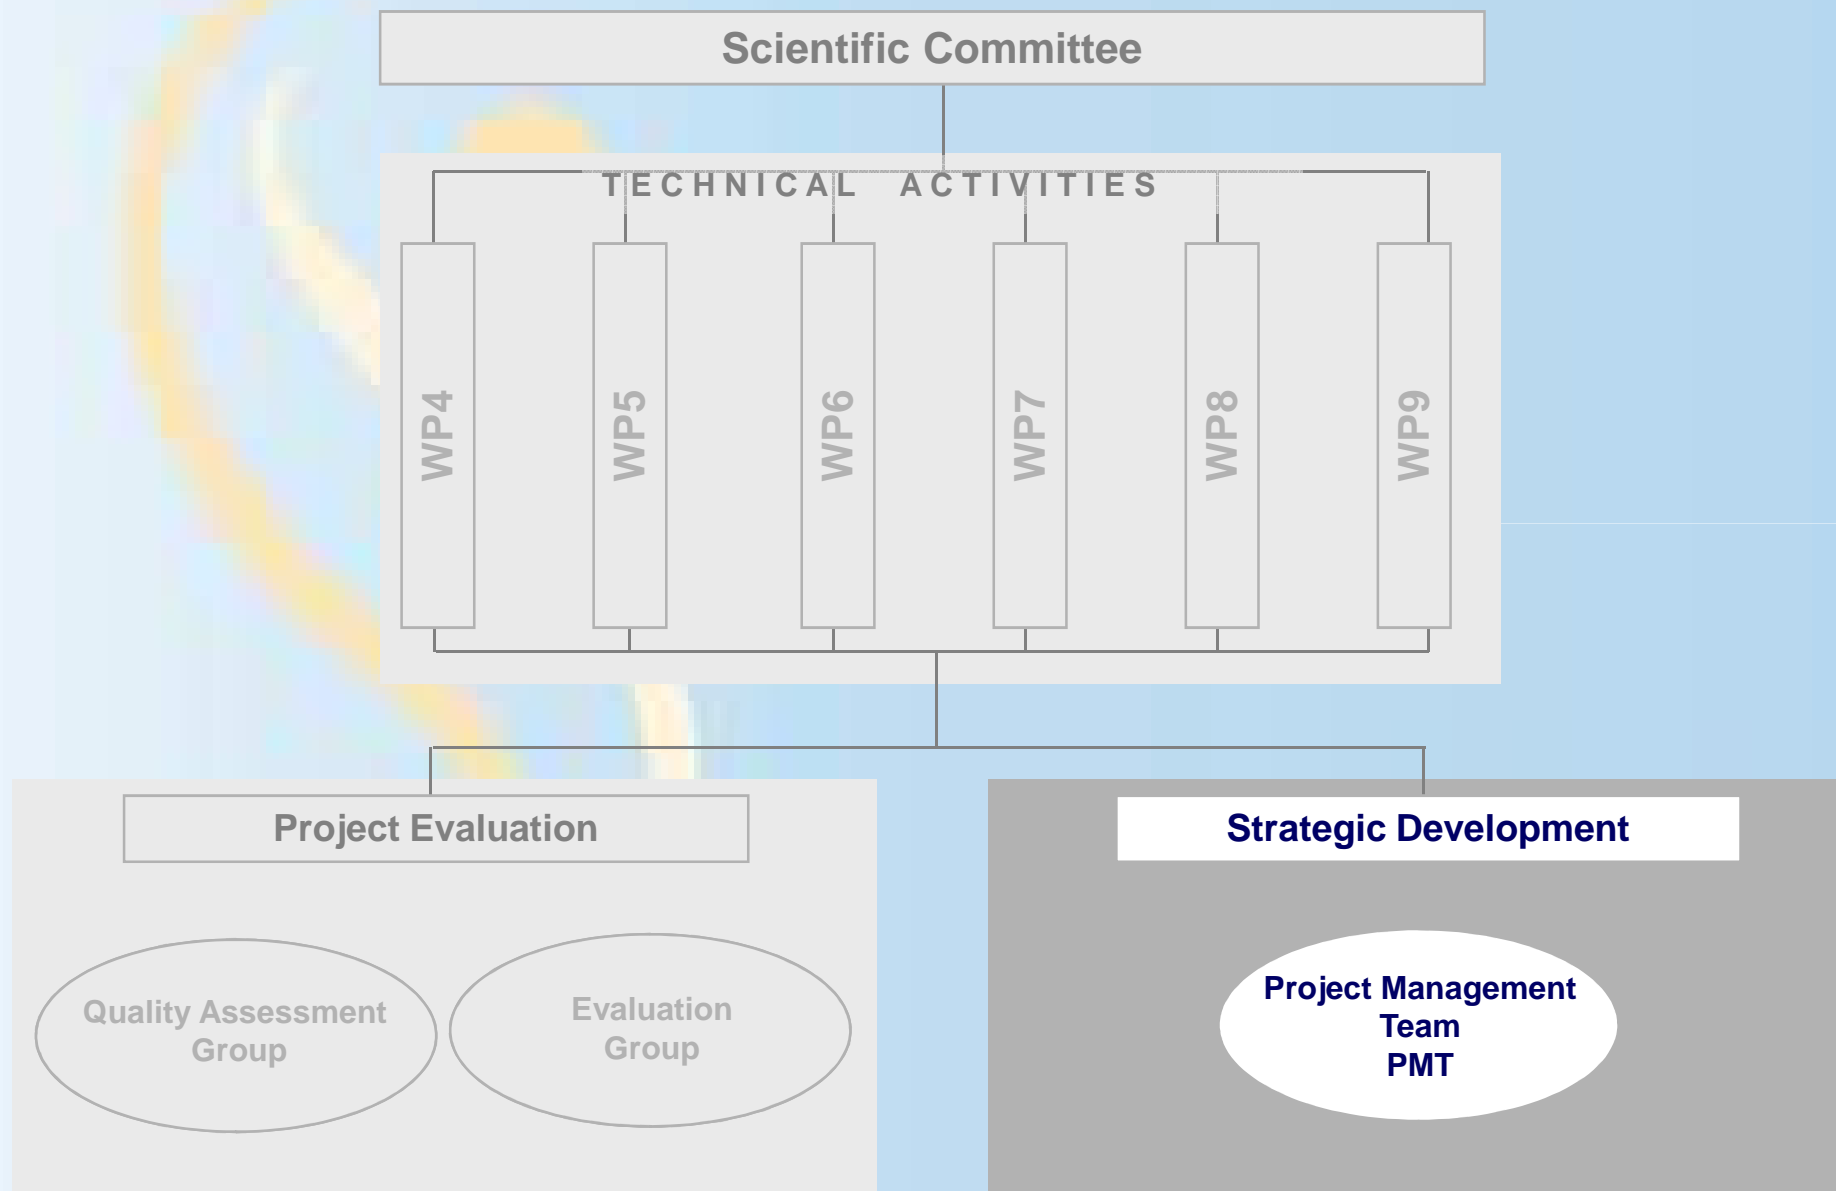 Scientific Committee
TECHNICAL ACTIVITIES
WP4
WP5
WP6
WP7
WP8
WP9
Project Evaluation
Quality Assessment
Group
Evaluation
Group
Strategic Development
Project Management
Team
PMT